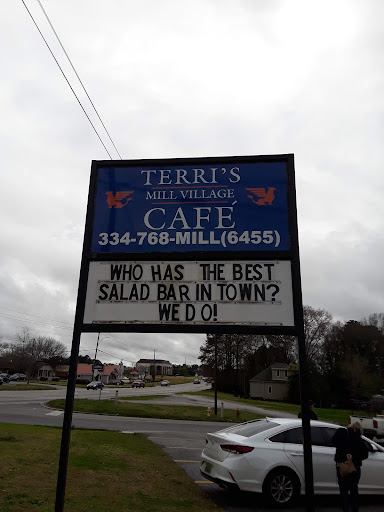 TERRI'S
MILL VILLAGE
CAFÉ
334-768-MILL(6455)
WHO HAS THE BEST
SALAD BAR IN TOWN?
WE DO!